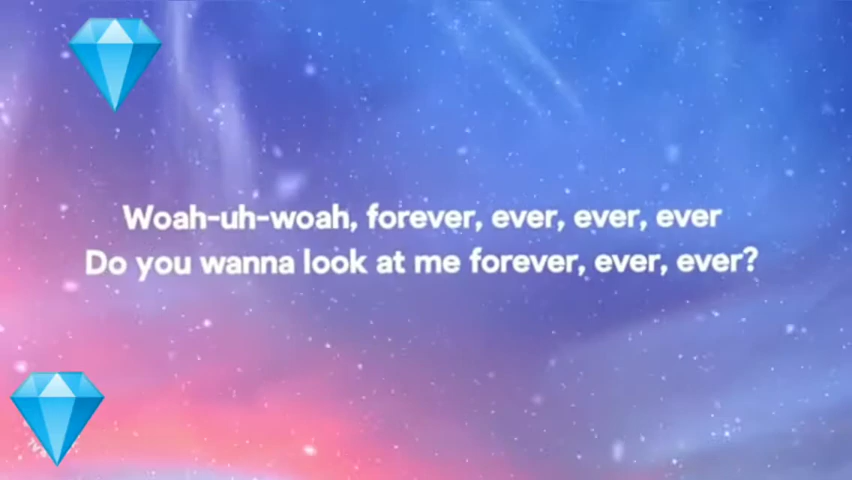 Woah-uh-woah, forever, ever, ever, ever
Do you wanna look at me forever, ever, ever?